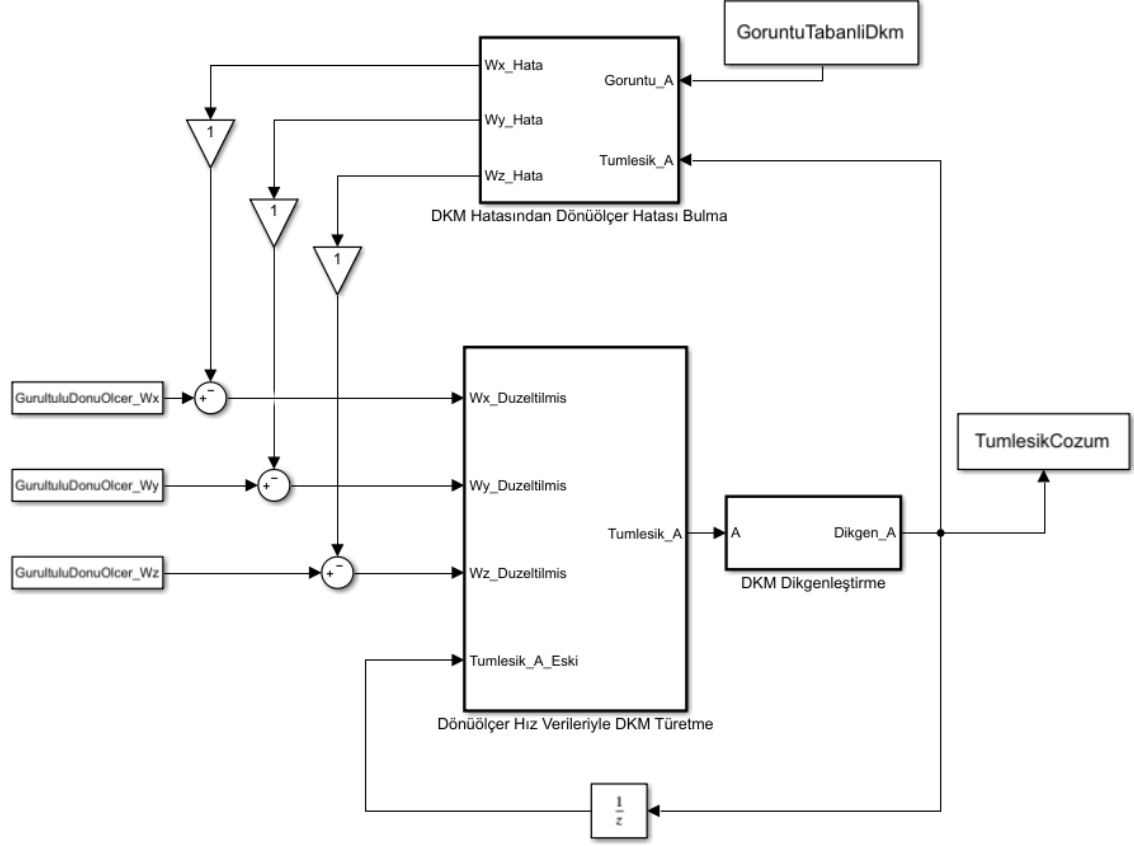 GoruntuTabanliDkm
Wx_Hata
Goruntu_A
Wy_Hata
Tumlesik_A
Wz_Hata
DKM Hatasından Dönüölçer Hatası Bulma
1
1
1
GurultuluDonuOlcer_Wx
+
−
Wx_Duzeltilmis
GurultuluDonuOlcer_Wy
+
−
Wy_Duzeltilmis
GurultuluDonuOlcer_Wz
+
−
Wz_Duzeltilmis
Tumlesik_A_Eski
Tumlesik_A
Dönüölçer Hız Verileriyle DKM Türetme
A
Dikgen_A
DKM Dikgenleştirme
TumlesikCozum
1
z